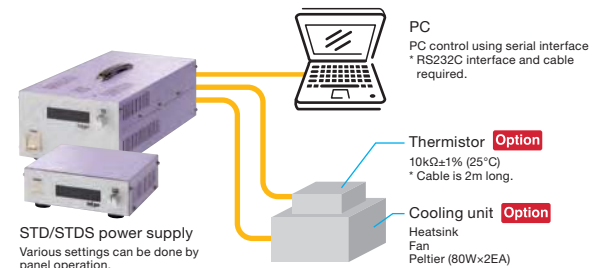 PC
PC control using serial interface
* RS232C interface and cable
required.
Thermistor Option
10kΩ±1% (25°C)
* Cable is 2m long.
Cooling unit Option
Heatsink
Fan
Peltier (80W×2EA)
STD/STDS power supply
Various settings can be done by
panel operation.